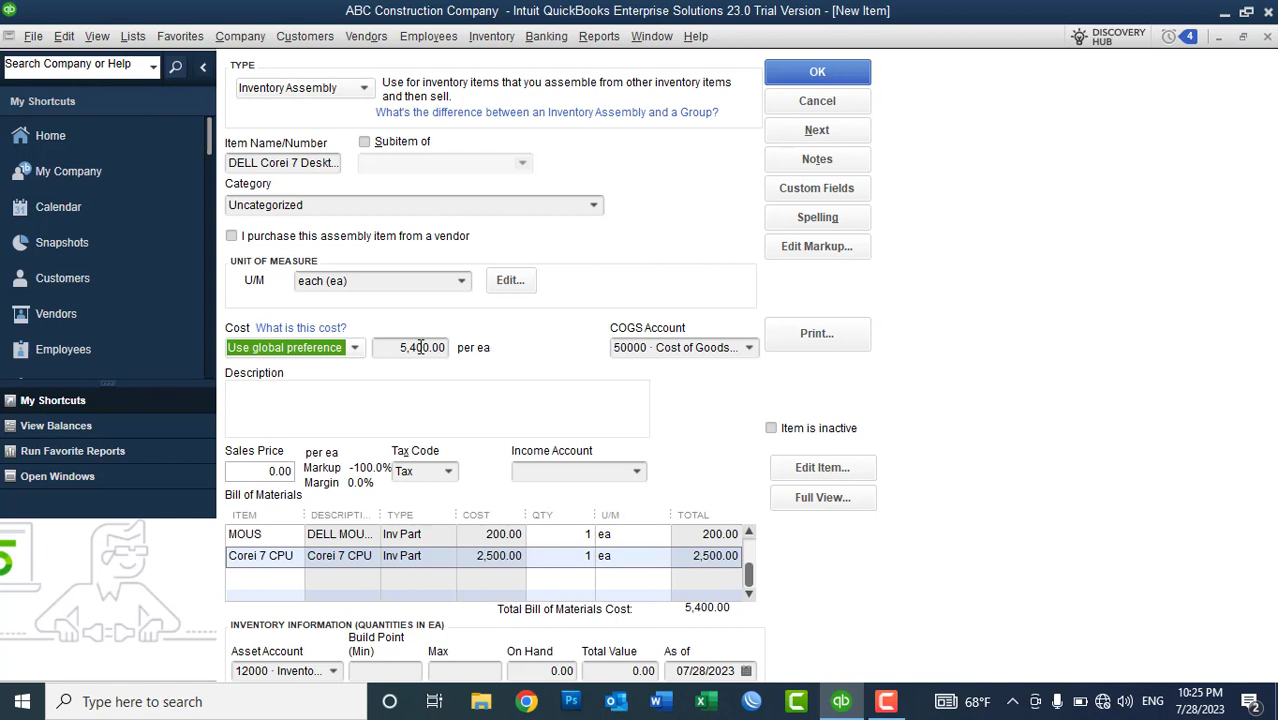 ABC Construction Company - Intuit QuickBooks Enterprise Solutions 23.0 Trial Version - [New Item]
File Edit View Lists Favorites Company Customers Vendors Employees Inventory Banking Reports Window Help DISCOVERY HUB 4
Search Company or Help
My Shortcuts
Home
My Company
Calendar
Snapshots
Customers
Vendors
Employees
My Shortcuts
View Balances
Run Favorite Reports
Open Windows
TYPE
Inventory Assembly
Use for inventory items that you assemble from other inventory items
and then sell.
What's the difference between an Inventory Assembly and a Group?
Item Name/Number Subitem of
DELL Corei 7 Deskt...
Category
Uncategorized
I purchase this assembly item from a vendor
UNIT OF MEASURE
U/M each (ea) Edit...
Cost What is this cost? COGS Account
Use global preference 5,400.00 per ea 50000 · Cost of Goods...
Description
Sales Price per ea Tax Code Income Account
0.00 Markup -100.0% Tax
Margin 0.0%
Bill of Materials
ITEM DESCRIPTI... TYPE COST QTY U/M TOTAL
MOUS DELL MOU... Inv Part 200.00 1 ea 200.00
Corei 7 CPU Corei 7 CPU Inv Part 2,500.00 1 ea 2,500.00
Total Bill of Materials Cost: 5,400.00
INVENTORY INFORMATION (QUANTITIES IN EA)
Asset Account Build Point (Min) Max On Hand Total Value As of
12000 · Invento... 0.00 0.00 07/28/2023
OK
Cancel
Next
Notes
Custom Fields
Spelling
Edit Markup...
Print...
Item is inactive
Edit Item...
Full View...
Type here to search
68°F ENG 10:25 PM
7/28/2023 2